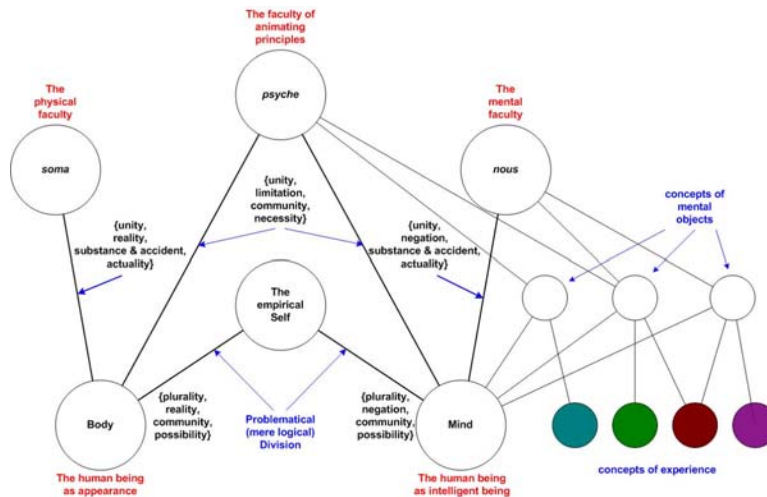 The faculty of
animating
principles
psyche
The
physical
faculty
soma
The
mental
faculty
nous
concepts of
mental
objects
{unity,
reality,
substance & accident,
actuality}
{unity,
limitation,
community,
necessity}
{unity,
negation,
substance & accident,
actuality}
The
empirical
Self
{plurality,
reality,
community,
possibility}
Problematical
(mere logical)
Division
{plurality,
negation,
community,
possibility}
Body
Mind
The human being
as appearance
The human being
as intelligent being
concepts of experience